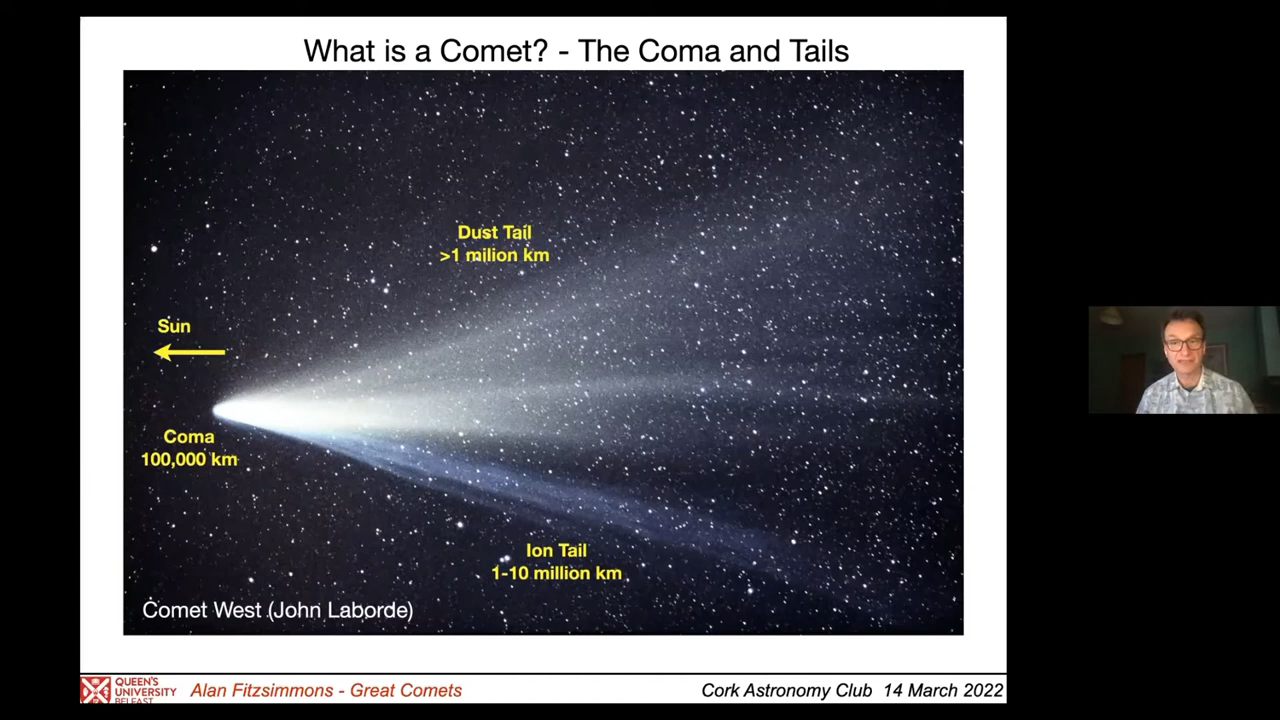 What is a Comet? - The Coma and Tails
Dust Tail
>1 milion km
Sun
Coma
100,000 km
Ion Tail
1-10 million km
Comet West (John Laborde)
QUEEN'S
UNIVERSITY
BELFAST
Alan Fitzsimmons - Great Comets
Cork Astronomy Club 14 March 2022